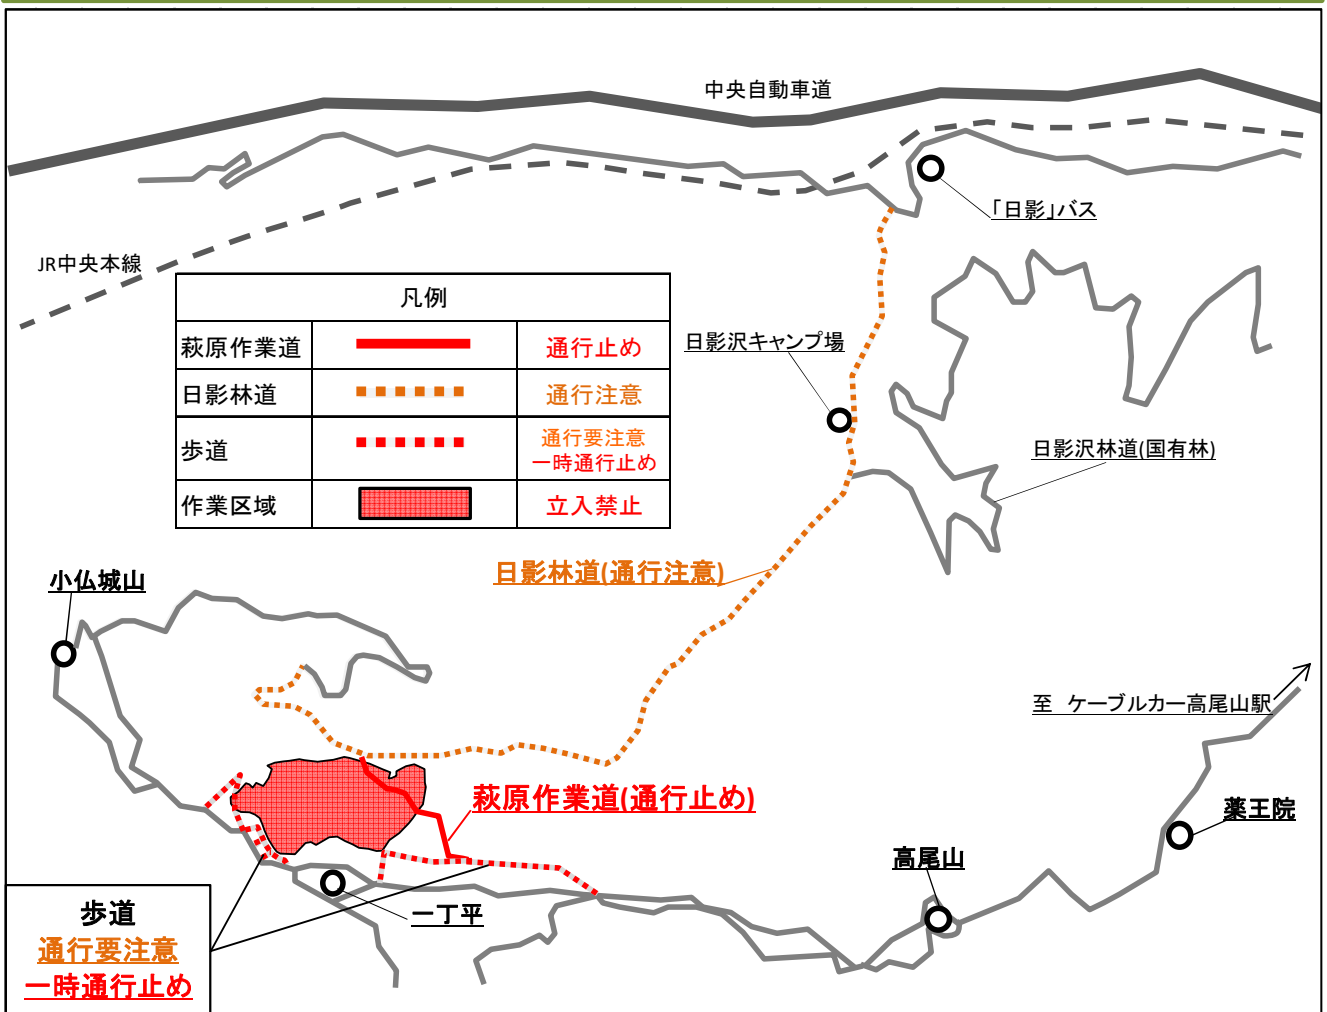 中央自動車道
「日影」バス
JR中央本線
凡例
萩原作業道
通行止め
日影林道
通行注意
歩道
通行要注意
一時通行止め
作業区域
立入禁止
日影沢キャンプ場
日影沢林道(国有林)
日影林道(通行注意)
小仏城山
至　ケーブルカー高尾山駅
萩原作業道(通行止め)
薬王院
高尾山
一丁平
歩道
通行要注意
一時通行止め